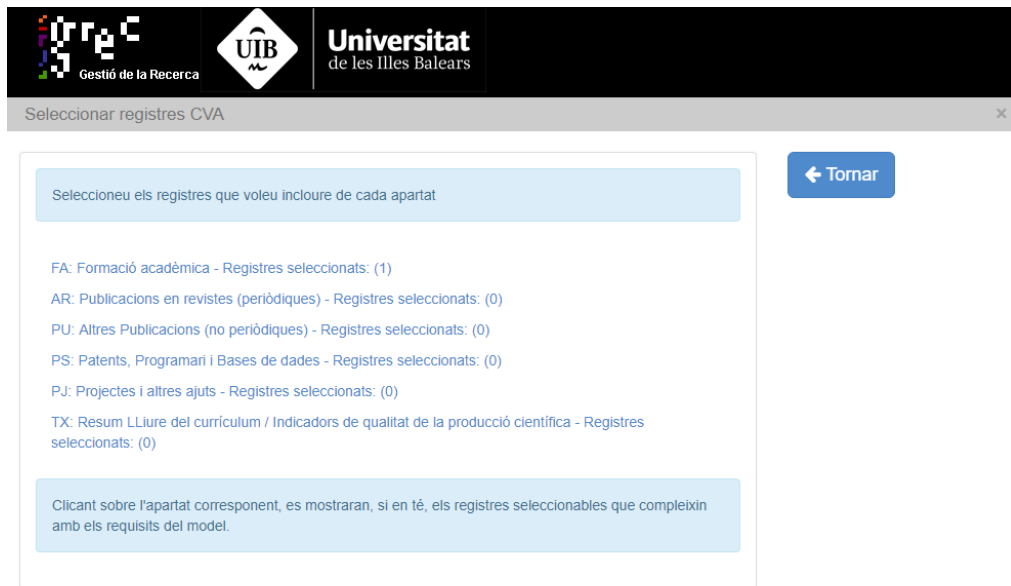 grec
Gestió de la Recerca
UIB
Universitat
de les Illes Balears
Seleccionar registres CVA
×
Seleccioneu els registres que voleu incloure de cada apartat
Tornar
FA: Formació acadèmica - Registres seleccionats: (1)
AR: Publicacions en revistes (periòdiques) - Registres seleccionats: (0)
PU: Altres Publicacions (no periòdiques) - Registres seleccionats: (0)
PS: Patents, Programari i Bases de dades - Registres seleccionats: (0)
PJ: Projectes i altres ajuts - Registres seleccionats: (0)
TX: Resum LLiure del currículum / Indicadors de qualitat de la producció científica - Registres
seleccionats: (0)
Clicant sobre l'apartat corresponent, es mostraran, si en té, els registres seleccionables que compleixin
amb els requisits del model.